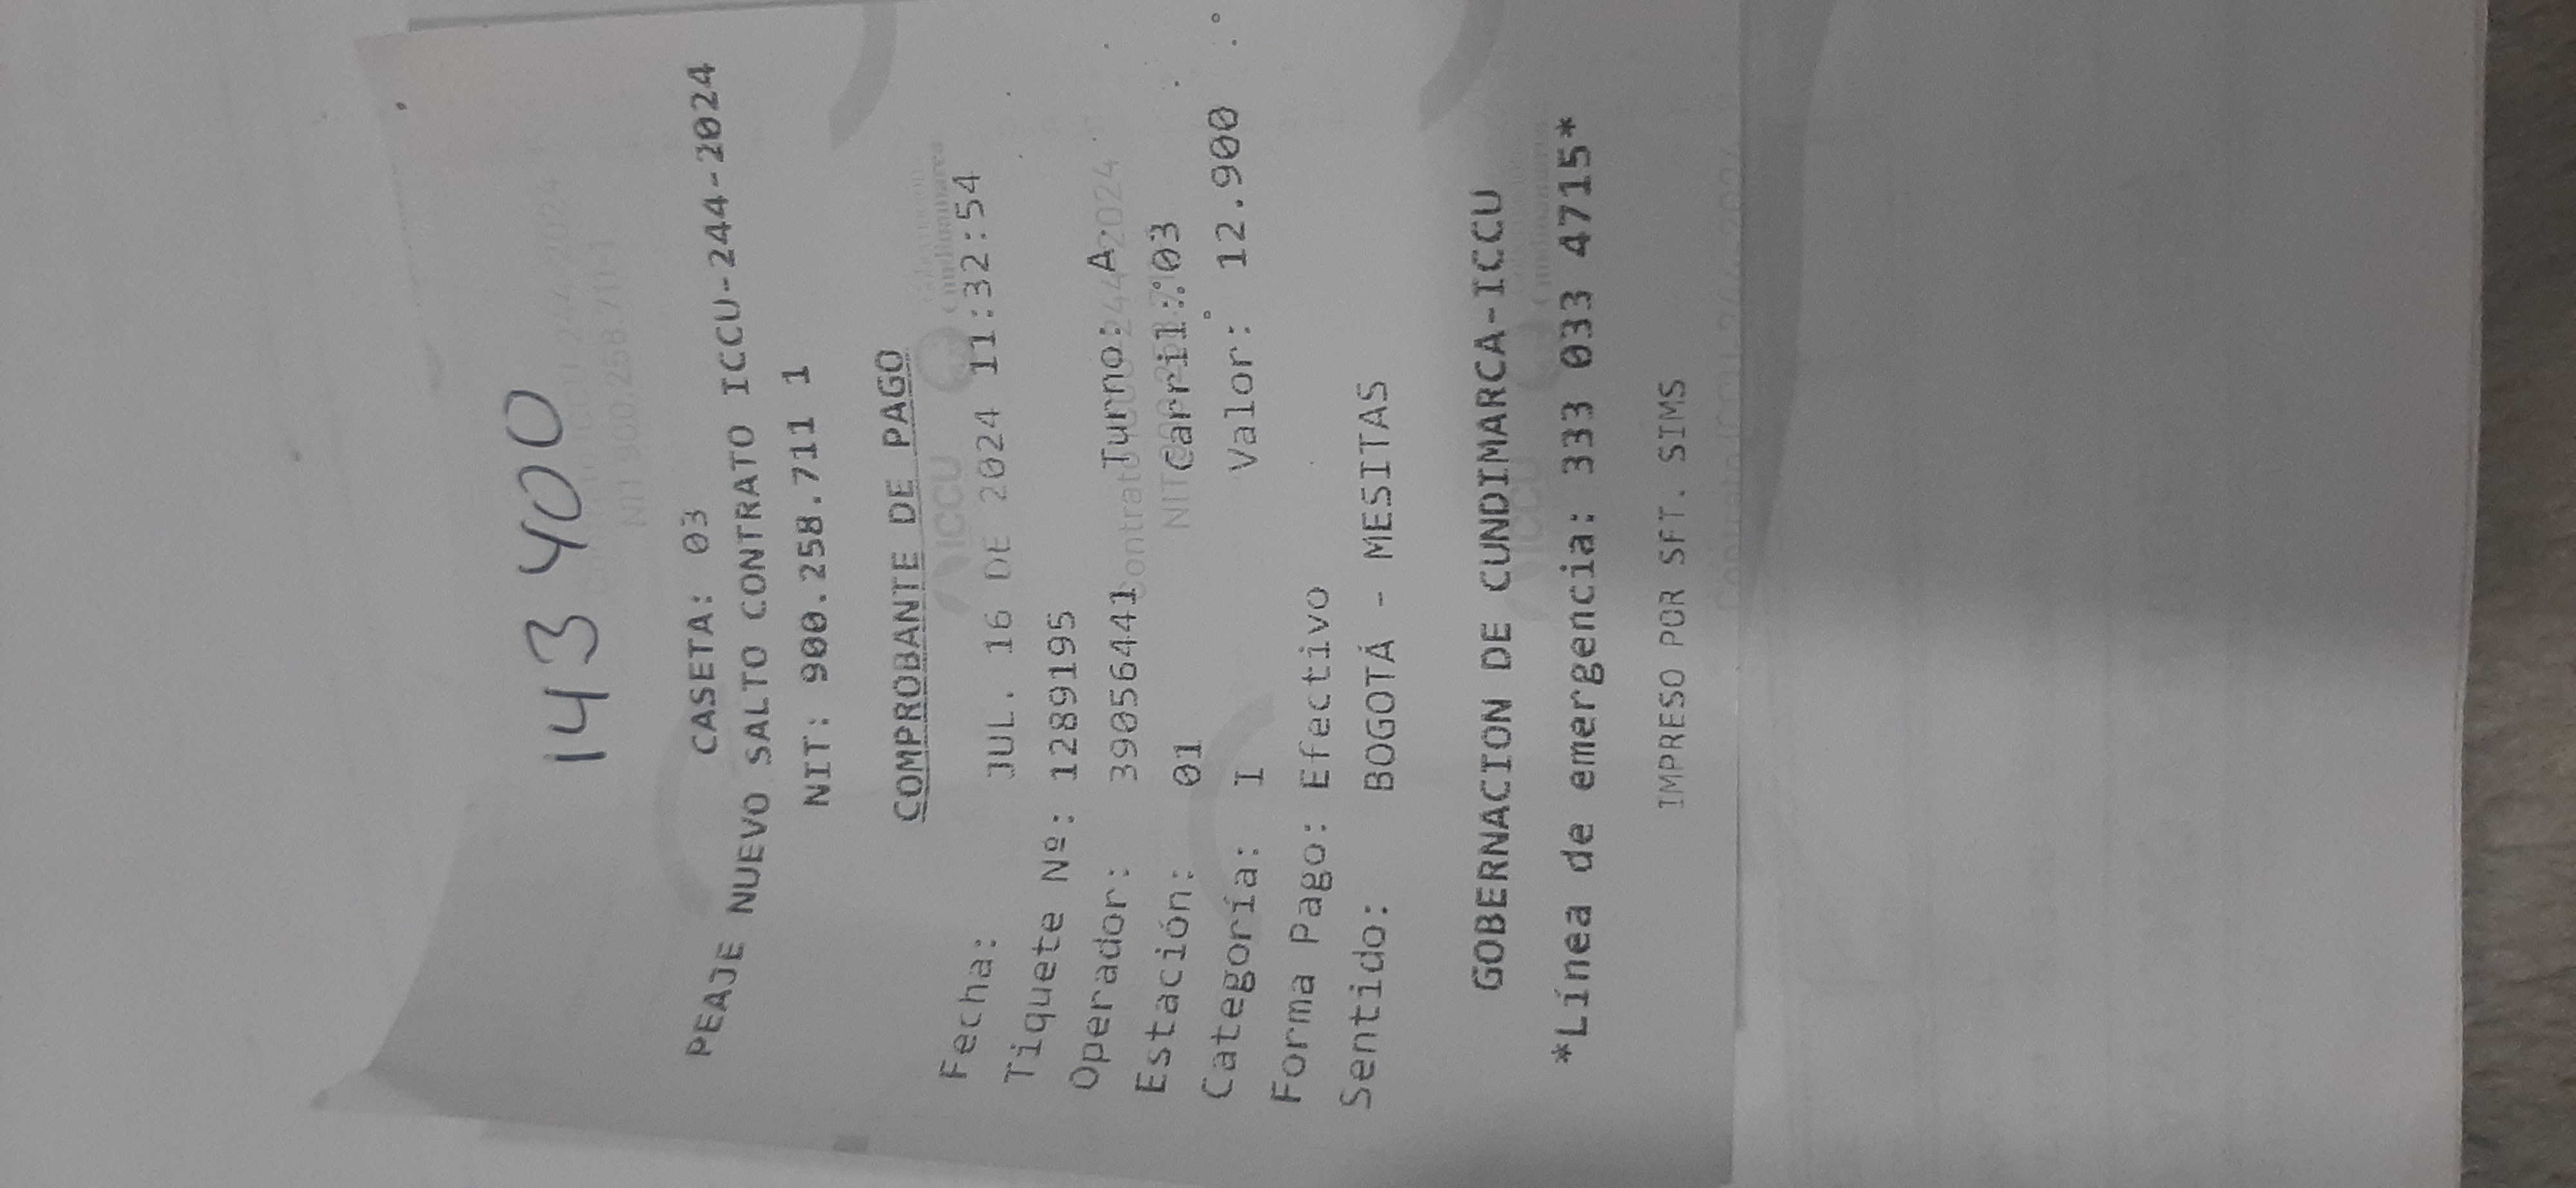 143400
CASETA: 03
PEAJE NUEVO SALTO CONTRATO ICCU-244-2024
NIT: 900.258.711 1
COMPROBANTE DE PAGO
Fecha: JUL. 16 DE 2024 11:32:54
Tiquete Nº: 1289195
Operador: 39056441 Turno: A
Estación: 01 Carril: 03
Categoría: I Valor: 12.900
Forma Pago: Efectivo
Sentido: BOGOTÁ - MESITAS
GOBERNACION DE CUNDIMARCA-ICCU
*Línea de emergencia: 333 033 4715*
IMPRESO POR SFT. SIMS